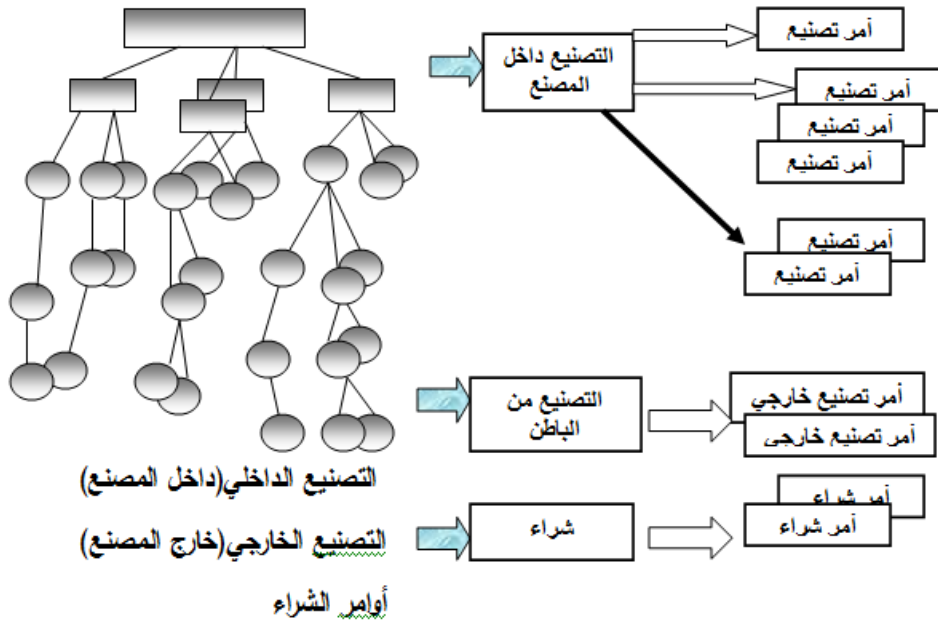 أمر تصنيع
التصنيع داخل
المصنع
أمر تصنيع
أمر تصنيع
أمر تصنيع
أمر تصنيع
أمر تصنيع
التصنيع من
الباطن
أمر تصنيع خارجي
أمر تصنيع خارجي
التصنيع الداخلي(داخل المصنع)
أمر شراء
شراء
أمر شراء
التصنيع الخارجي(خارج المصنع)
أوامر الشراء